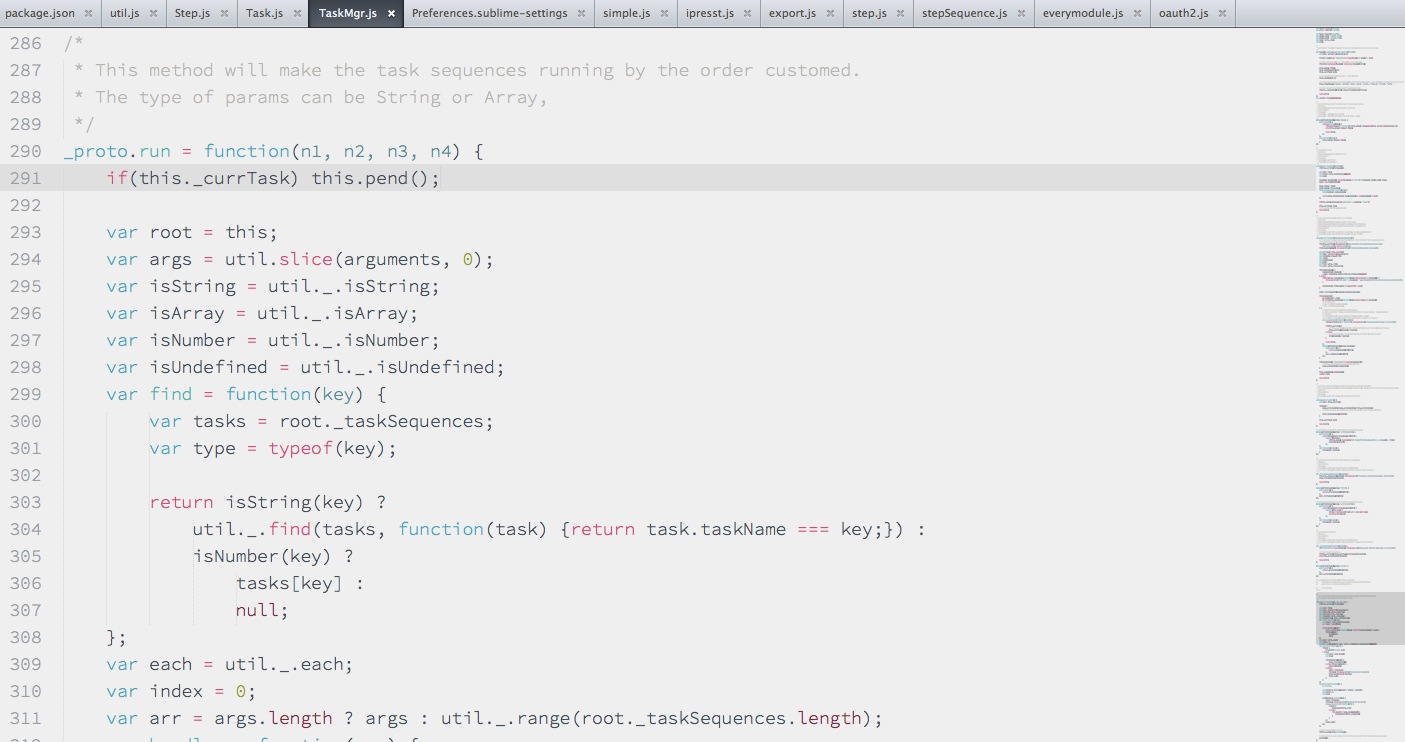 package.json × util.js × Step.js × Task.js × TaskMgr.js × Preferences.sublime-settings × simple.js × ipresst.js × export.js × step.js × stepSequence.js × everymodule.js × oauth2.js ×
286 /*
287  * This method will make the task sequences running by the order customed.
288  * The type of params can be String or Array,
289  */
290 _proto.run = function(n1, n2, n3, n4) {
291     if(this._currTask) this.pend();
292
293     var root = this;
294     var args = util.slice(arguments, 0);
295     var isString = util._.isString;
296     var isArray = util._.isArray;
297     var isNumber = util._.isNumber;
298     var isUndefined = util._.isUndefined;
299     var find = function(key) {
300         var tasks = root._taskSequences;
301         var type = typeof(key);
302
303         return isString(key) ?
304             util._.find(tasks, function(task) {return task.taskName === key;}) :
305             isNumber(key) ?
306                 tasks[key] :
307                 null;
308     };
309     var each = util._.each;
310     var index = 0;
311     var arr = args.length ? args : util._.range(root._taskSequences.length);